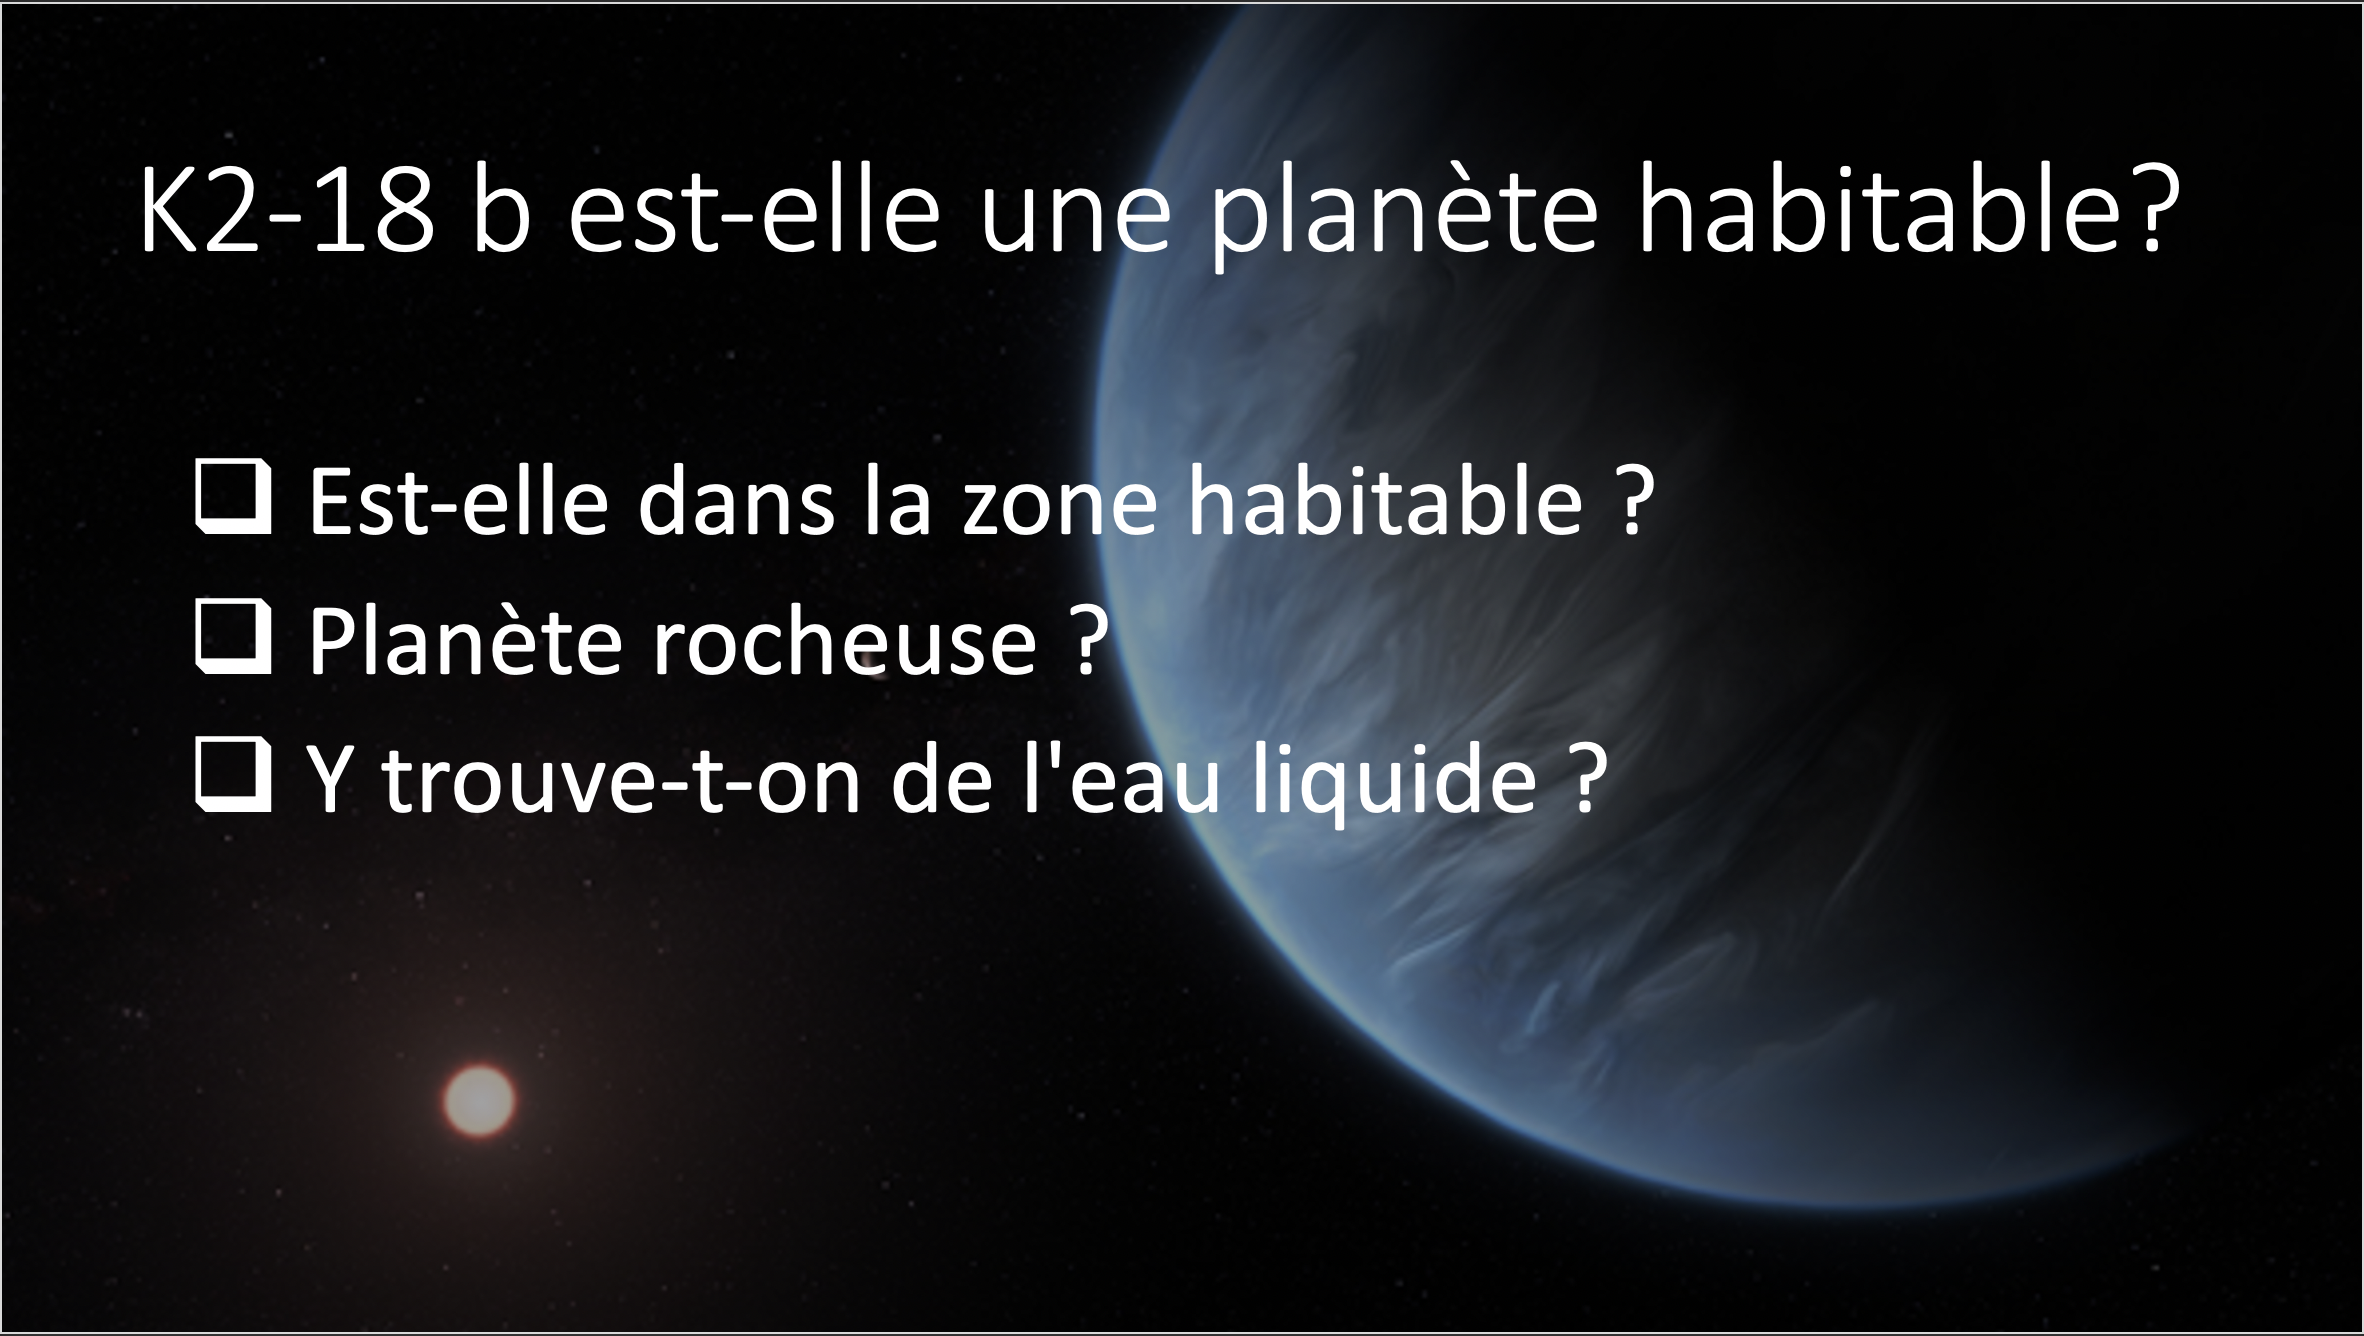 K2-18 b est-elle une planète habitable?
Est-elle dans la zone habitable ?
Planète rocheuse ?
Y trouve-t-on de l'eau liquide ?